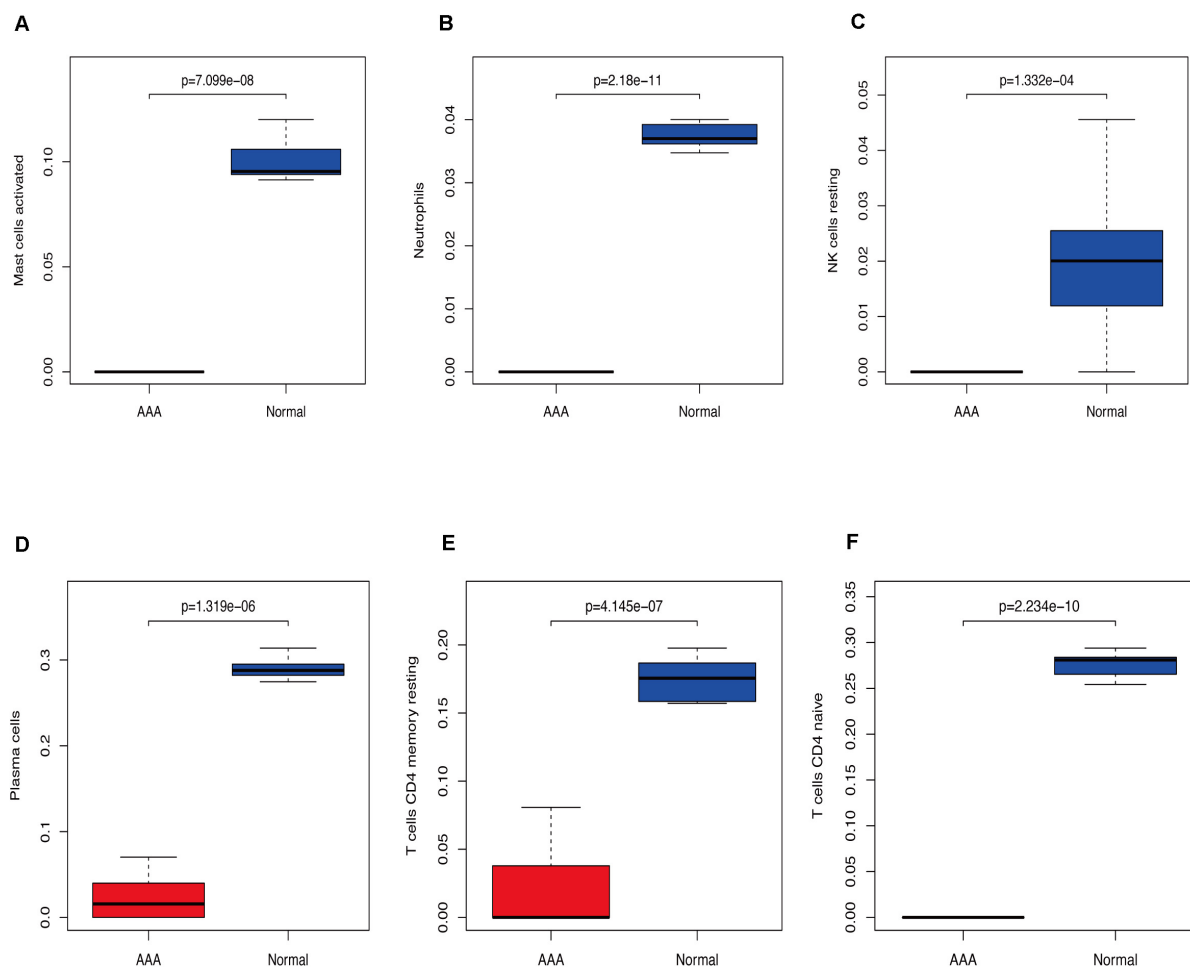 A
p=7.099e−08
Mast cells activated
0.10
0.05
0.00
AAA Normal
B
p=2.18e−11
Neutrophils
0.04
0.03
0.02
0.01
0.00
AAA Normal
C
p=1.332e−04
NK cells resting
0.05
0.04
0.03
0.02
0.01
0.00
AAA Normal
D
p=1.319e−06
Plasma cells
0.3
0.2
0.1
0.0
AAA Normal
E
p=4.145e−07
T cells CD4 memory resting
0.20
0.15
0.10
0.05
0.00
AAA Normal
F
p=2.234e−10
T cells CD4 naive
0.35
0.30
0.25
0.20
0.15
0.10
0.05
0.00
AAA Normal